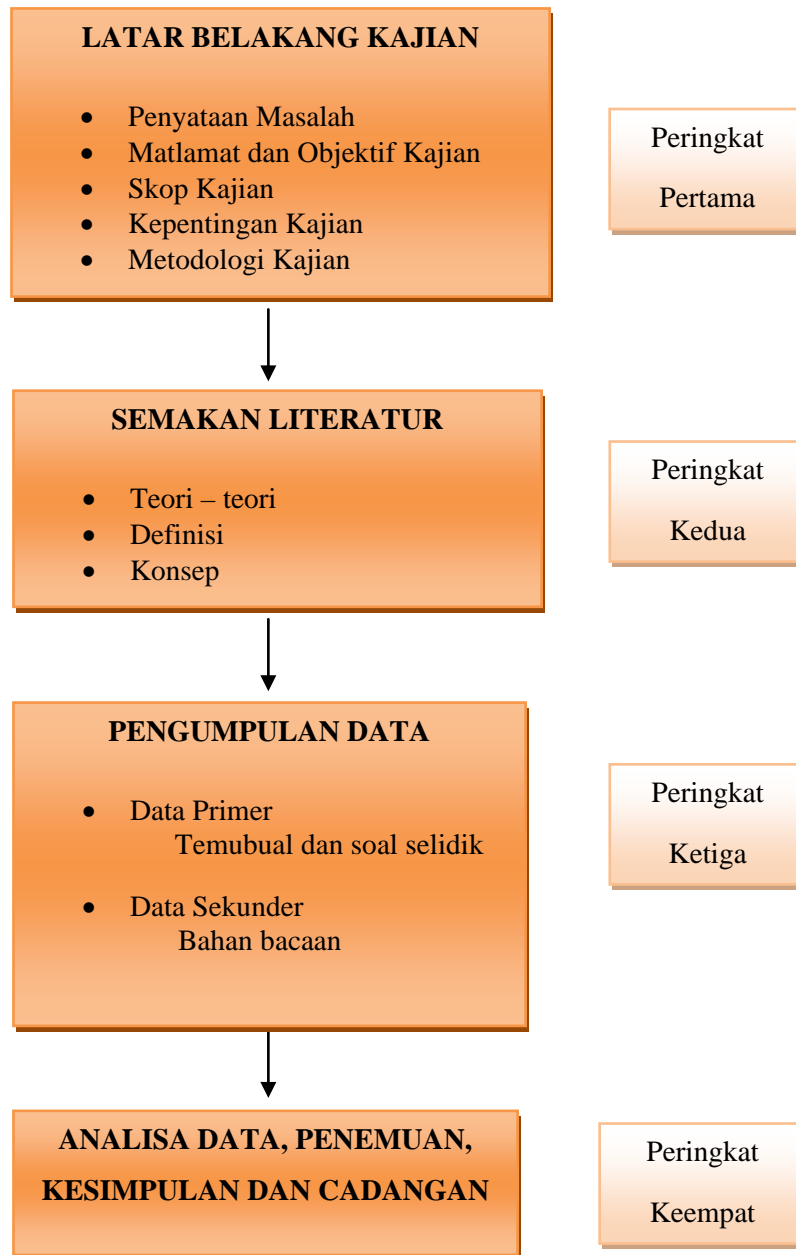 LATAR BELAKANG KAJIAN
• Penyataan Masalah
• Matlamat dan Objektif Kajian
• Skop Kajian
• Kepentingan Kajian
• Metodologi Kajian
Peringkat
Pertama
SEMAKAN LITERATUR
• Teori – teori
• Definisi
• Konsep
Peringkat
Kedua
PENGUMPULAN DATA
• Data Primer
Temubual dan soal selidik
• Data Sekunder
Bahan bacaan
Peringkat
Ketiga
ANALISA DATA, PENEMUAN,
KESIMPULAN DAN CADANGAN
Peringkat
Keempat